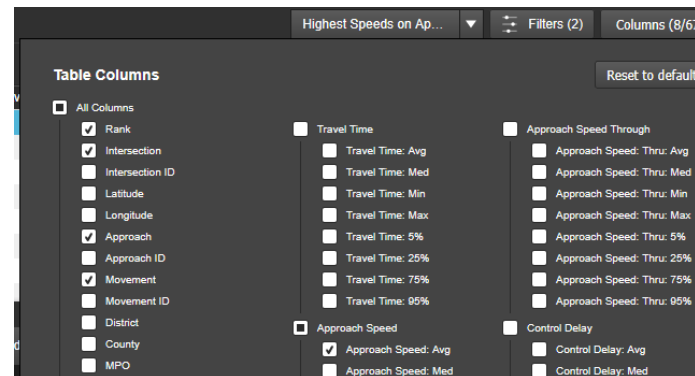 Highest Speeds on Ap...
Filters (2)
Columns (8/6
Table Columns
Reset to default
All Columns
Rank
Intersection
Intersection ID
Latitude
Longitude
Approach
Approach ID
Movement
Movement ID
District
County
MPO
Travel Time
Travel Time: Avg
Travel Time: Med
Travel Time: Min
Travel Time: Max
Travel Time: 5%
Travel Time: 25%
Travel Time: 75%
Travel Time: 95%
Approach Speed
Approach Speed: Avg
Approach Speed: Med
Approach Speed Through
Approach Speed: Thru: Avg
Approach Speed: Thru: Med
Approach Speed: Thru: Min
Approach Speed: Thru: Max
Approach Speed: Thru: 5%
Approach Speed: Thru: 25%
Approach Speed: Thru: 75%
Approach Speed: Thru: 95%
Control Delay
Control Delay: Avg
Control Delay: Med